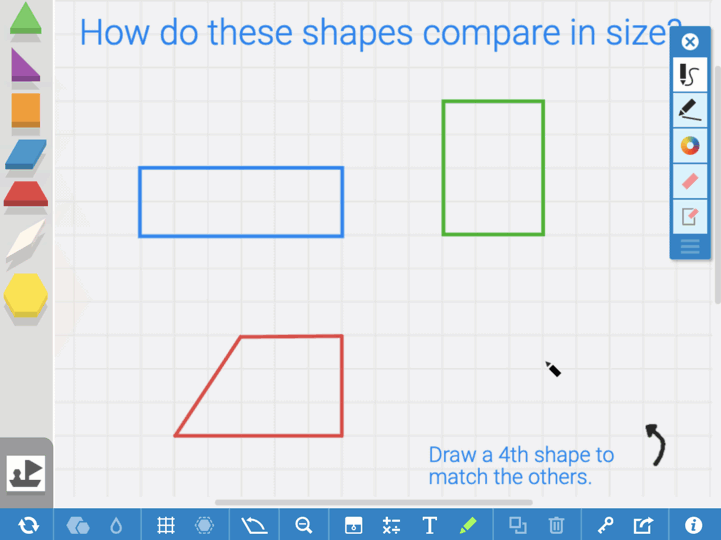 How do these shapes compare in size?
Draw a 4th shape to
match the others.